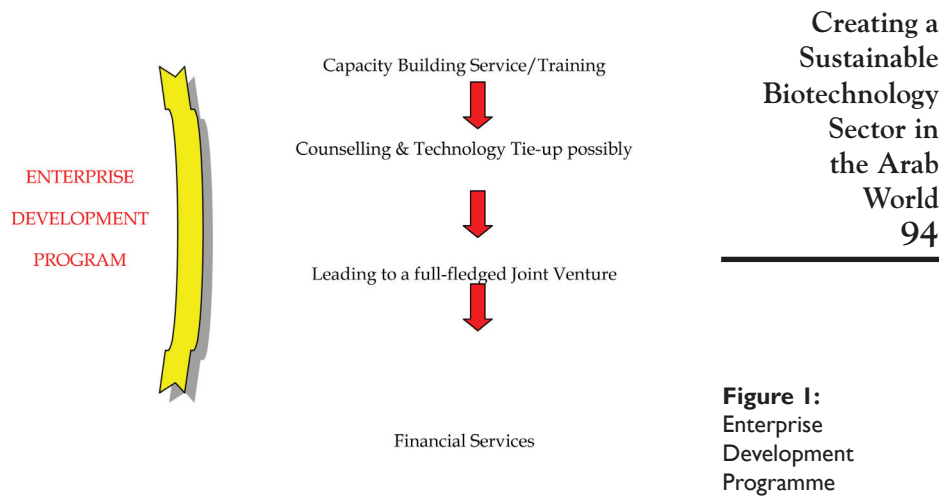 Creating a
Sustainable
Biotechnology
Sector in
the Arab
World
94
ENTERPRISE
DEVELOPMENT
PROGRAM
Capacity Building Service/Training
Counselling & Technology Tie-up possibly
Leading to a full-fledged Joint Venture
Financial Services
Figure 1:
Enterprise
Development
Programme